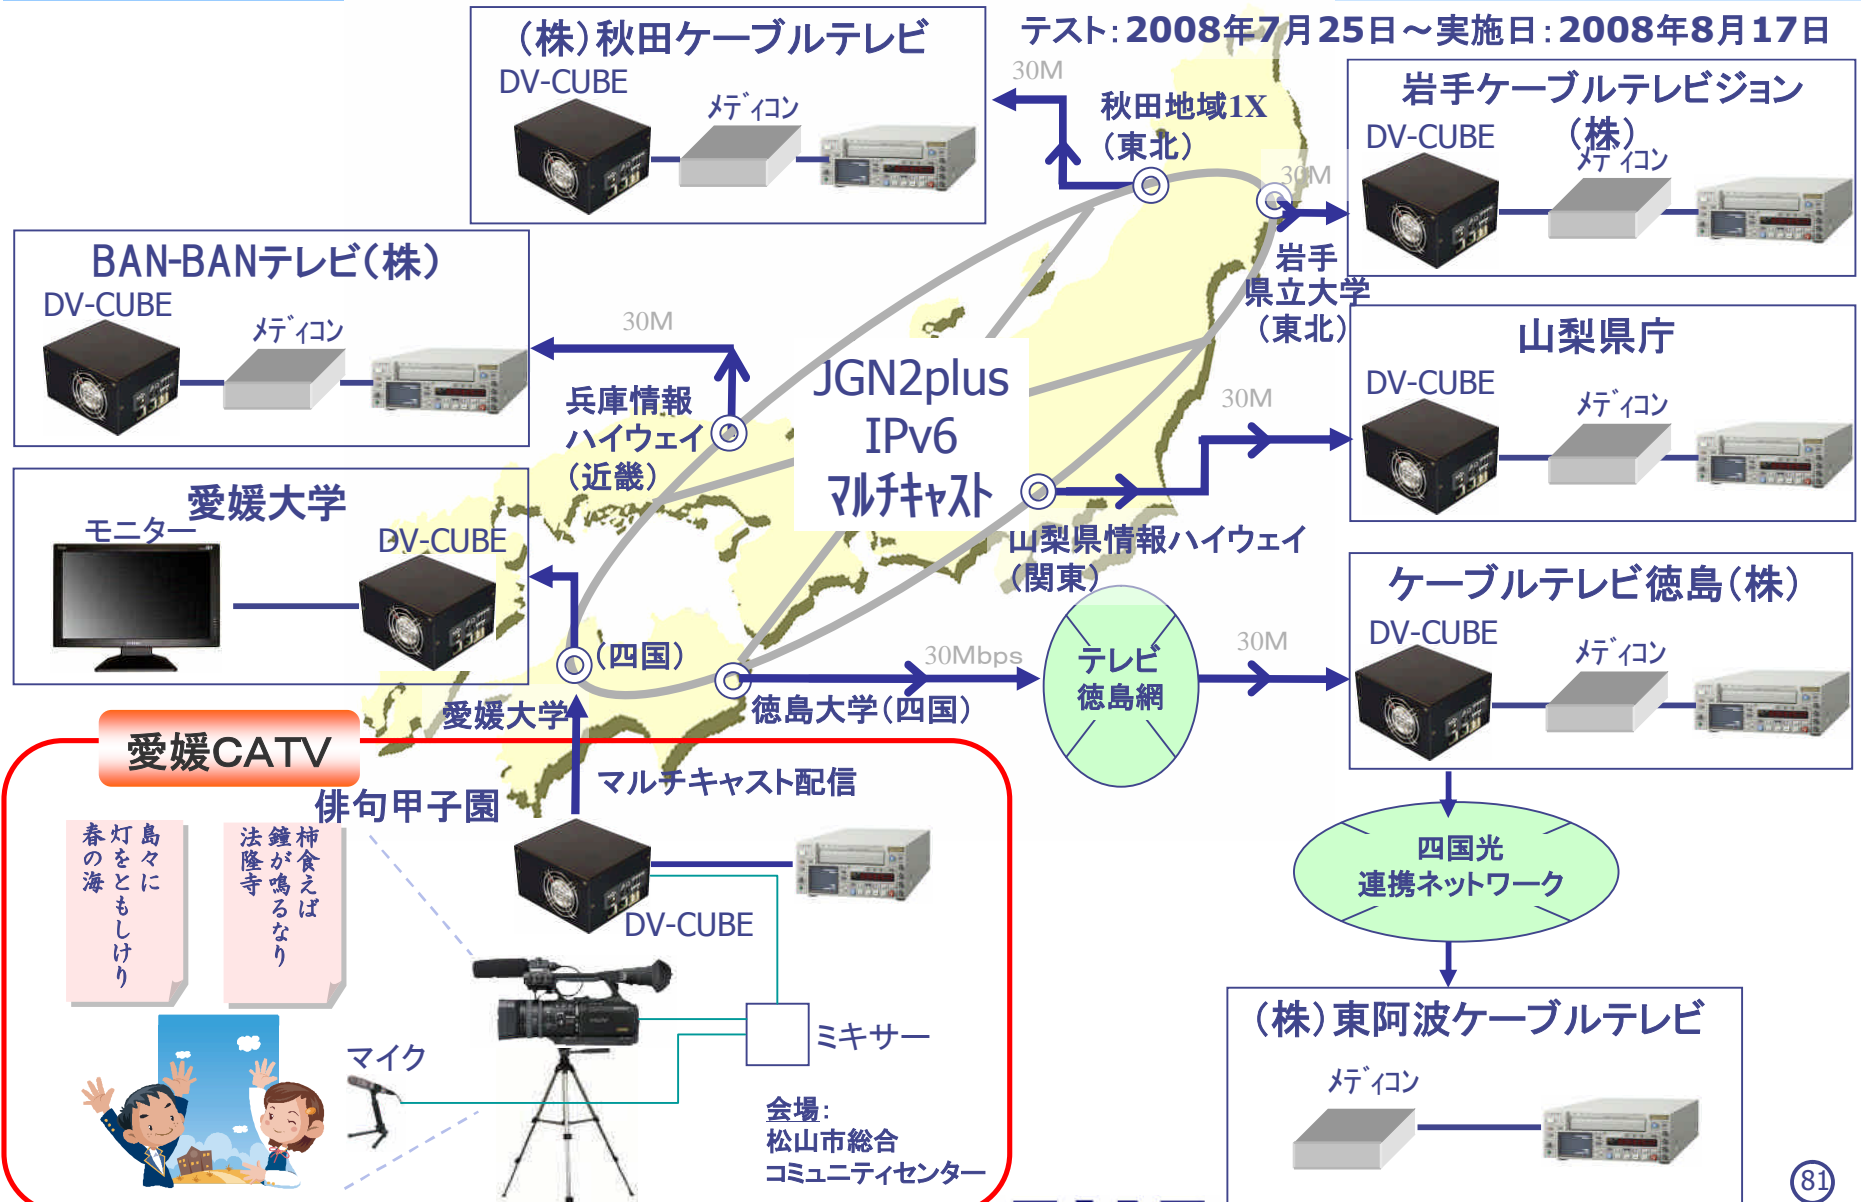 テスト：2008年7月25日～実施日：2008年8月17日
（株）秋田ケーブルテレビ
DV-CUBE
ﾒﾃﾞｨｺﾝ
30M
秋田地域1X
（東北）
岩手ケーブルテレビジョン
（株）
DV-CUBE
ﾒﾃﾞｨｺﾝ
30M
岩手
県立大学
（東北）
BAN-BANテレビ（株）
DV-CUBE
ﾒﾃﾞｨｺﾝ
30M
兵庫情報
ハイウェイ
（近畿）
JGN2plus
IPv6
ﾏﾙﾁｷｬｽﾄ
山梨県庁
DV-CUBE
ﾒﾃﾞｨｺﾝ
30M
山梨県情報ハイウェイ
（関東）
愛媛大学
モニター
DV-CUBE
（四国）
愛媛大学
徳島大学（四国）
30Mbps
テレビ
徳島網
30M
ケーブルテレビ徳島（株）
DV-CUBE
ﾒﾃﾞｨｺﾝ
四国光
連携ネットワーク
（株）東阿波ケーブルテレビ
ﾒﾃﾞｨｺﾝ
愛媛CATV
俳句甲子園
マルチキャスト配信
柿食えば
鐘が鳴るなり
法隆寺
島々に
灯をともしけり
春の海
DV-CUBE
マイク
ミキサー
会場：
松山市総合
コミュニティセンター
81